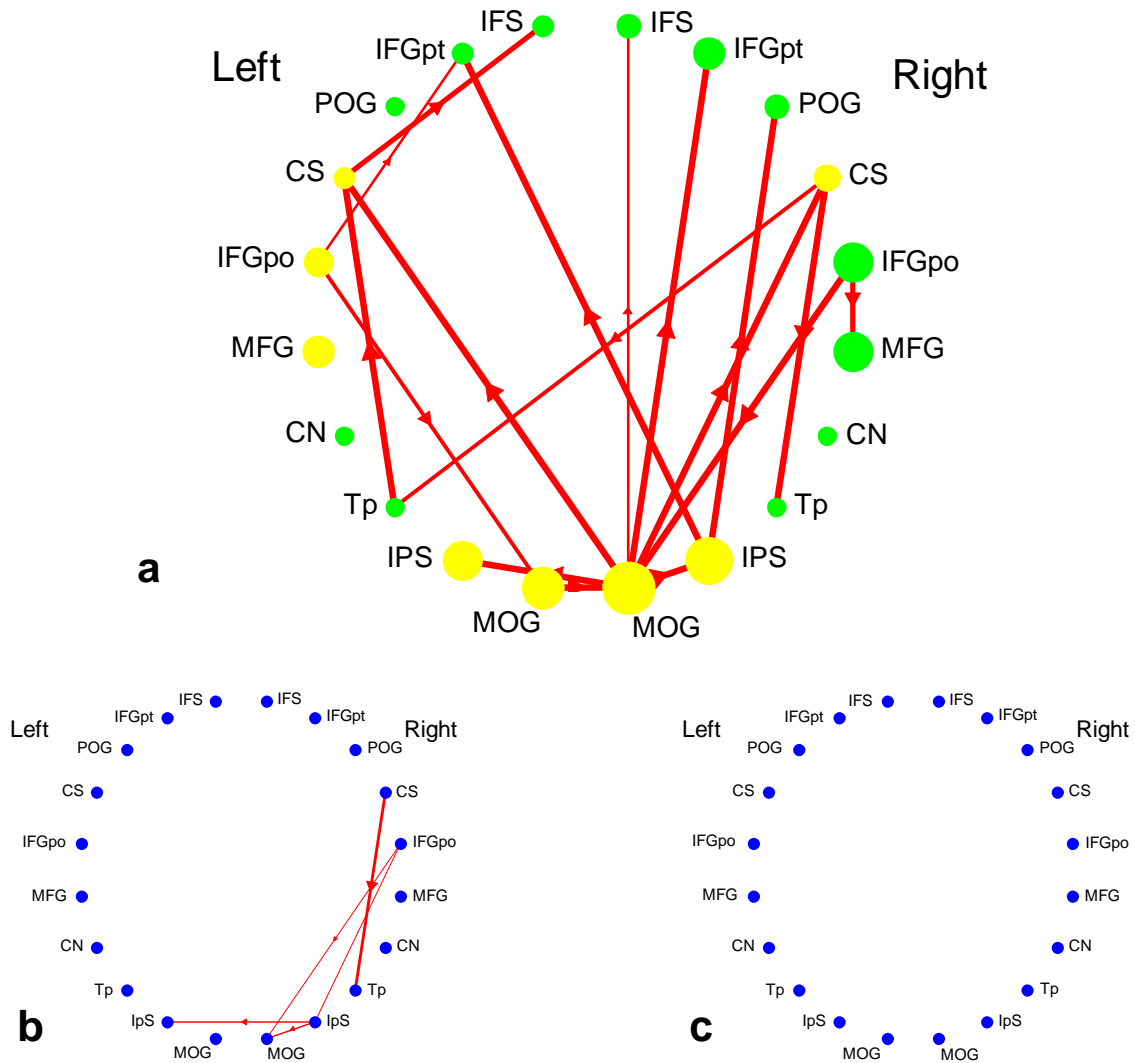 IFS IFS
IFGpt IFGpt
Left Right
POG POG
CS CS
IFGpo IFGpo
MFG MFG
CN CN
Tp Tp
IPS IPS
a
MOG MOG
IFS IFS
IFGpt IFGpt
Left Right
POG POG
CS CS
IFGpo IFGpo
MFG MFG
CN CN
Tp Tp
IpS IpS
b
MOG MOG
IFS IFS
IFGpt IFGpt
Left Right
POG POG
CS CS
IFGpo IFGpo
MFG MFG
CN CN
Tp Tp
IpS IpS
c
MOG MOG